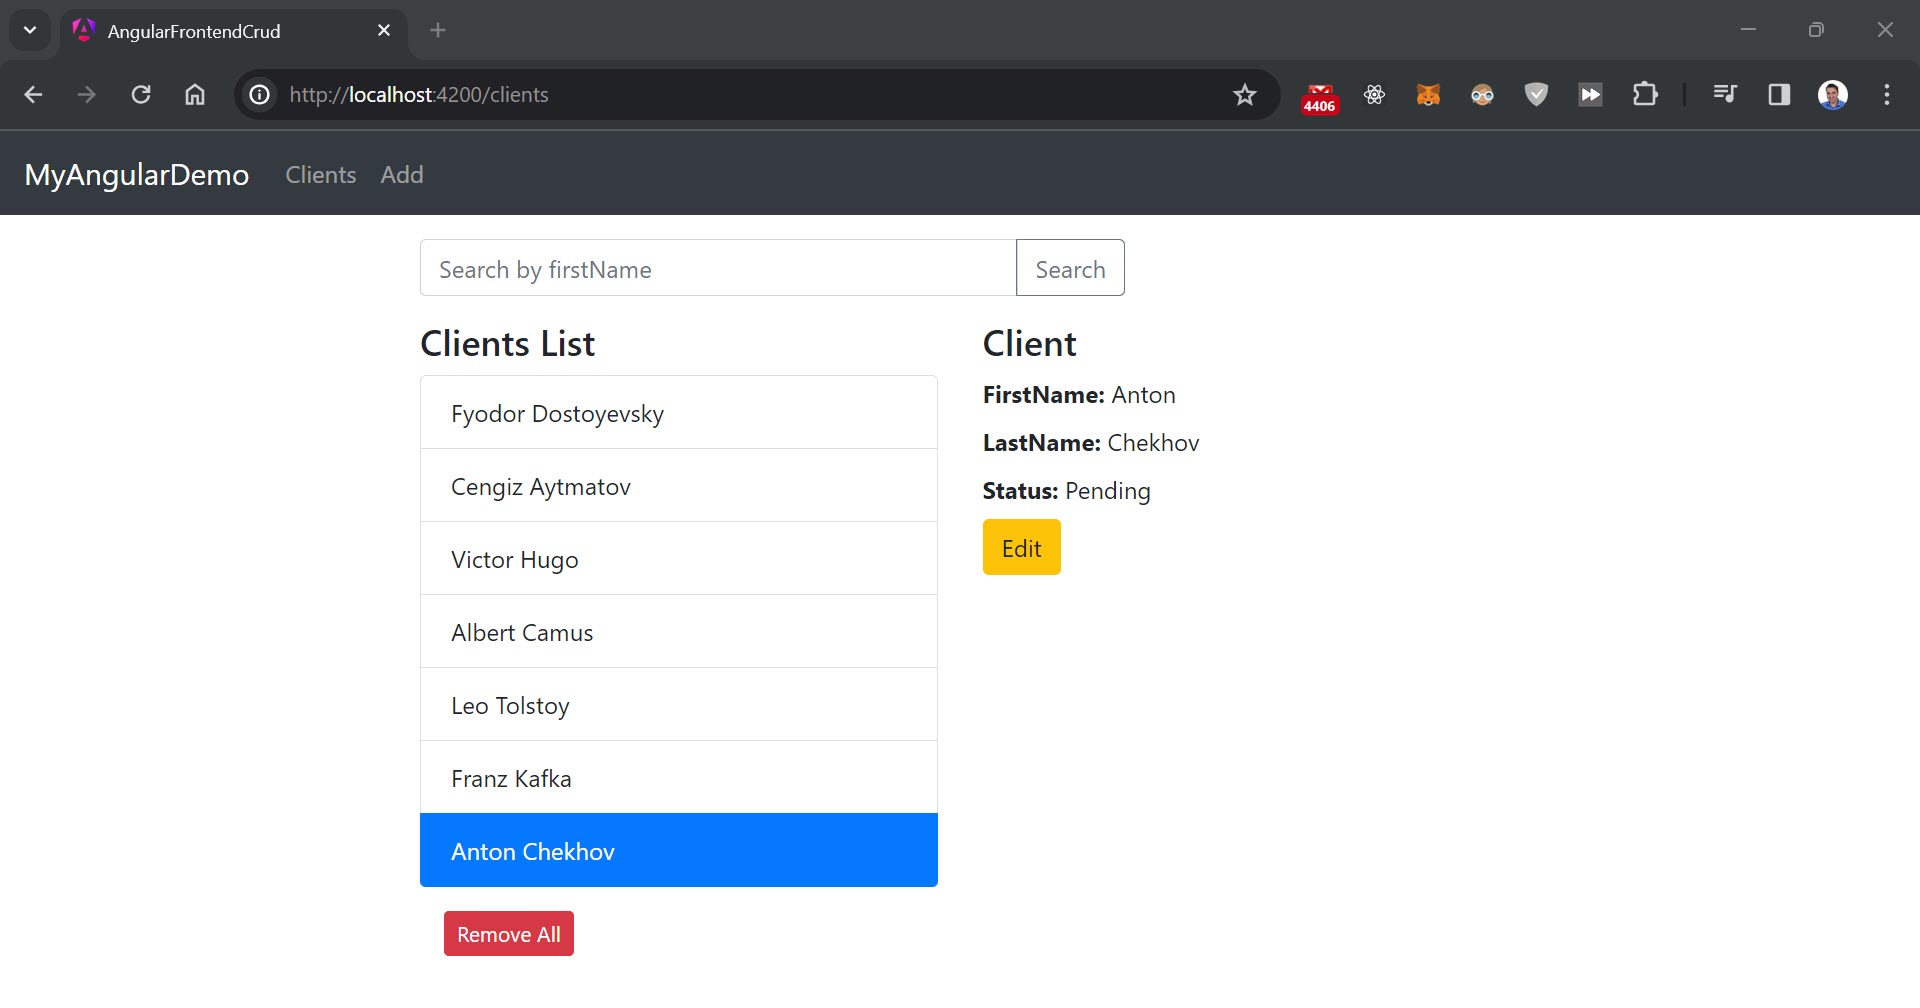 AngularFrontendCrud
http://localhost:4200/clients
4406
MyAngularDemo Clients Add
Search by firstName Search
Clients List
Fyodor Dostoyevsky
Cengiz Aytmatov
Victor Hugo
Albert Camus
Leo Tolstoy
Franz Kafka
Anton Chekhov
Remove All
Client
FirstName: Anton
LastName: Chekhov
Status: Pending
Edit